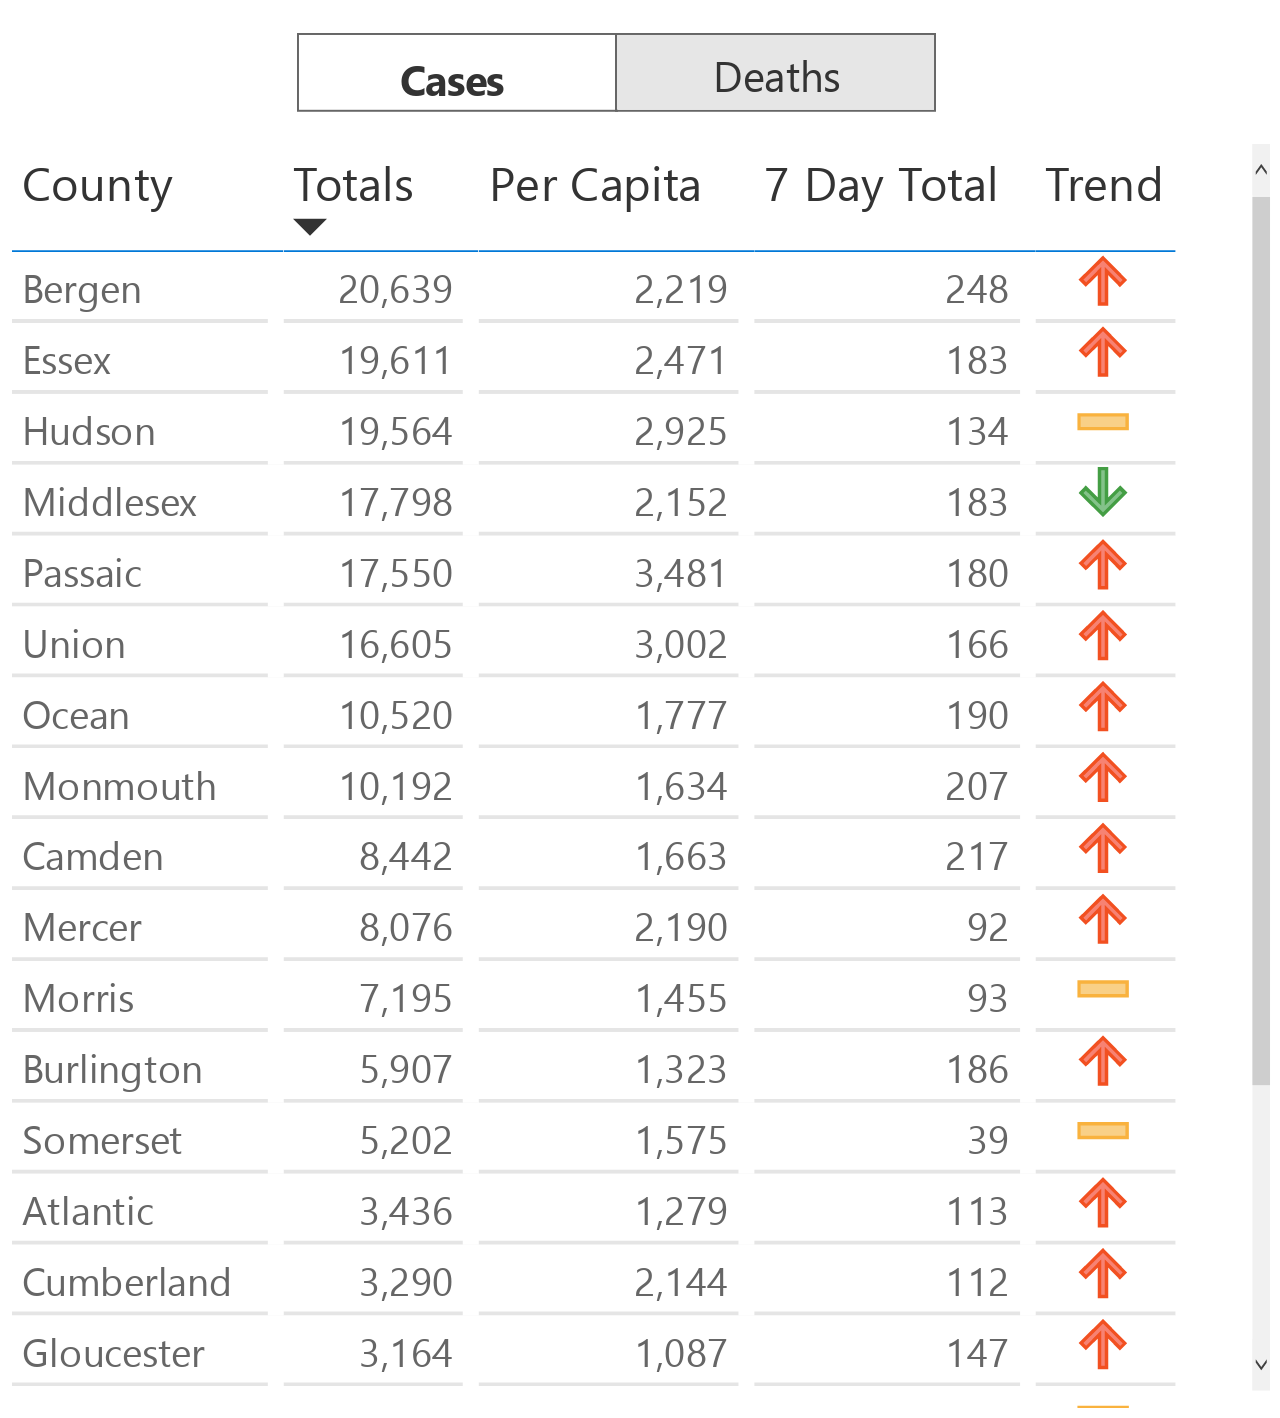 Cases Deaths
County Totals Per Capita 7 Day Total Trend
Bergen 20,639 2,219 248
Essex 19,611 2,471 183
Hudson 19,564 2,925 134
Middlesex 17,798 2,152 183
Passaic 17,550 3,481 180
Union 16,605 3,002 166
Ocean 10,520 1,777 190
Monmouth 10,192 1,634 207
Camden 8,442 1,663 217
Mercer 8,076 2,190 92
Morris 7,195 1,455 93
Burlington 5,907 1,323 186
Somerset 5,202 1,575 39
Atlantic 3,436 1,279 113
Cumberland 3,290 2,144 112
Gloucester 3,164 1,087 147